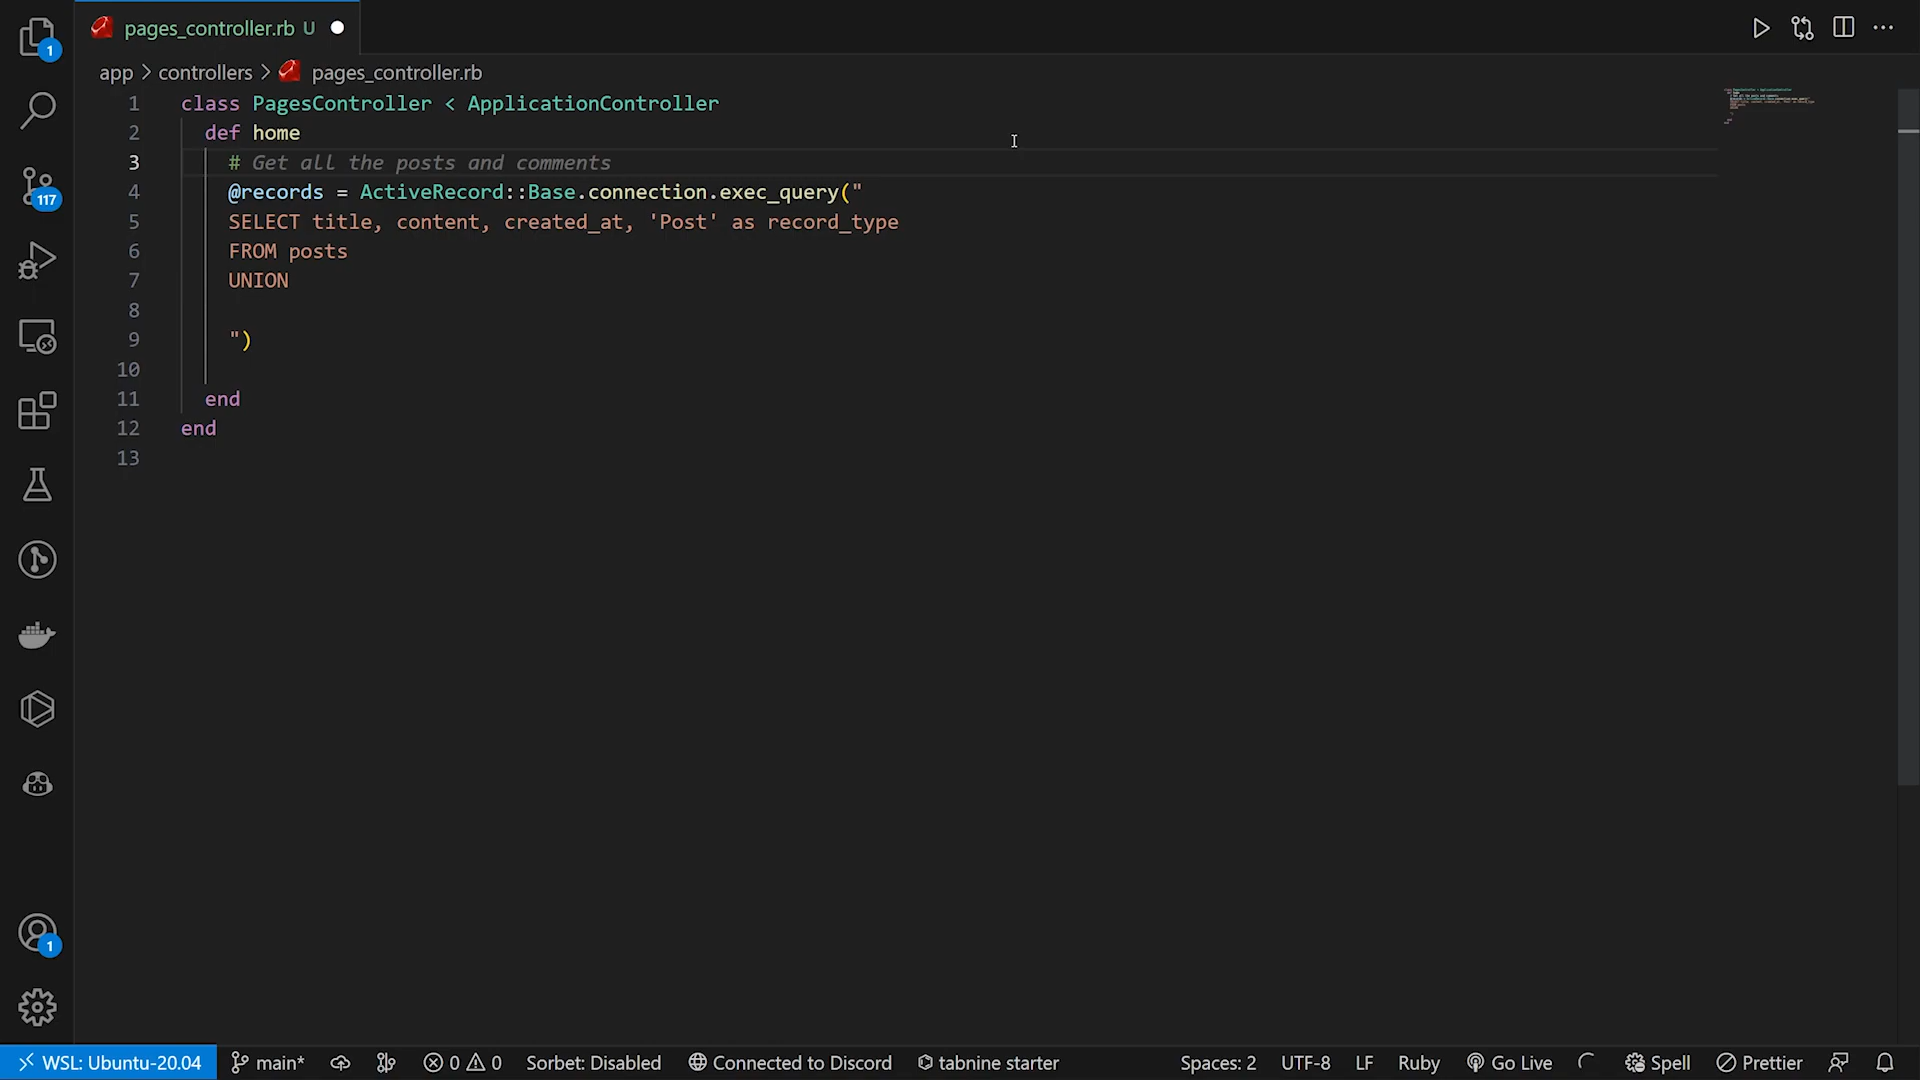 1
pages_controller.rb U
app > controllers > pages_controller.rb
1 class PagesController < ApplicationController
2 def home
3 # Get all the posts and comments
4 @records = ActiveRecord::Base.connection.exec_query("
5 SELECT title, content, created_at, 'Post' as record_type
6 FROM posts
7 UNION
8
9 ")
10
11 end
12 end
13
117
1
WSL: Ubuntu-20.04 main* 0 0 Sorbet: Disabled Connected to Discord tabnine starter Spaces: 2 UTF-8 LF Ruby Go Live Spell Prettier